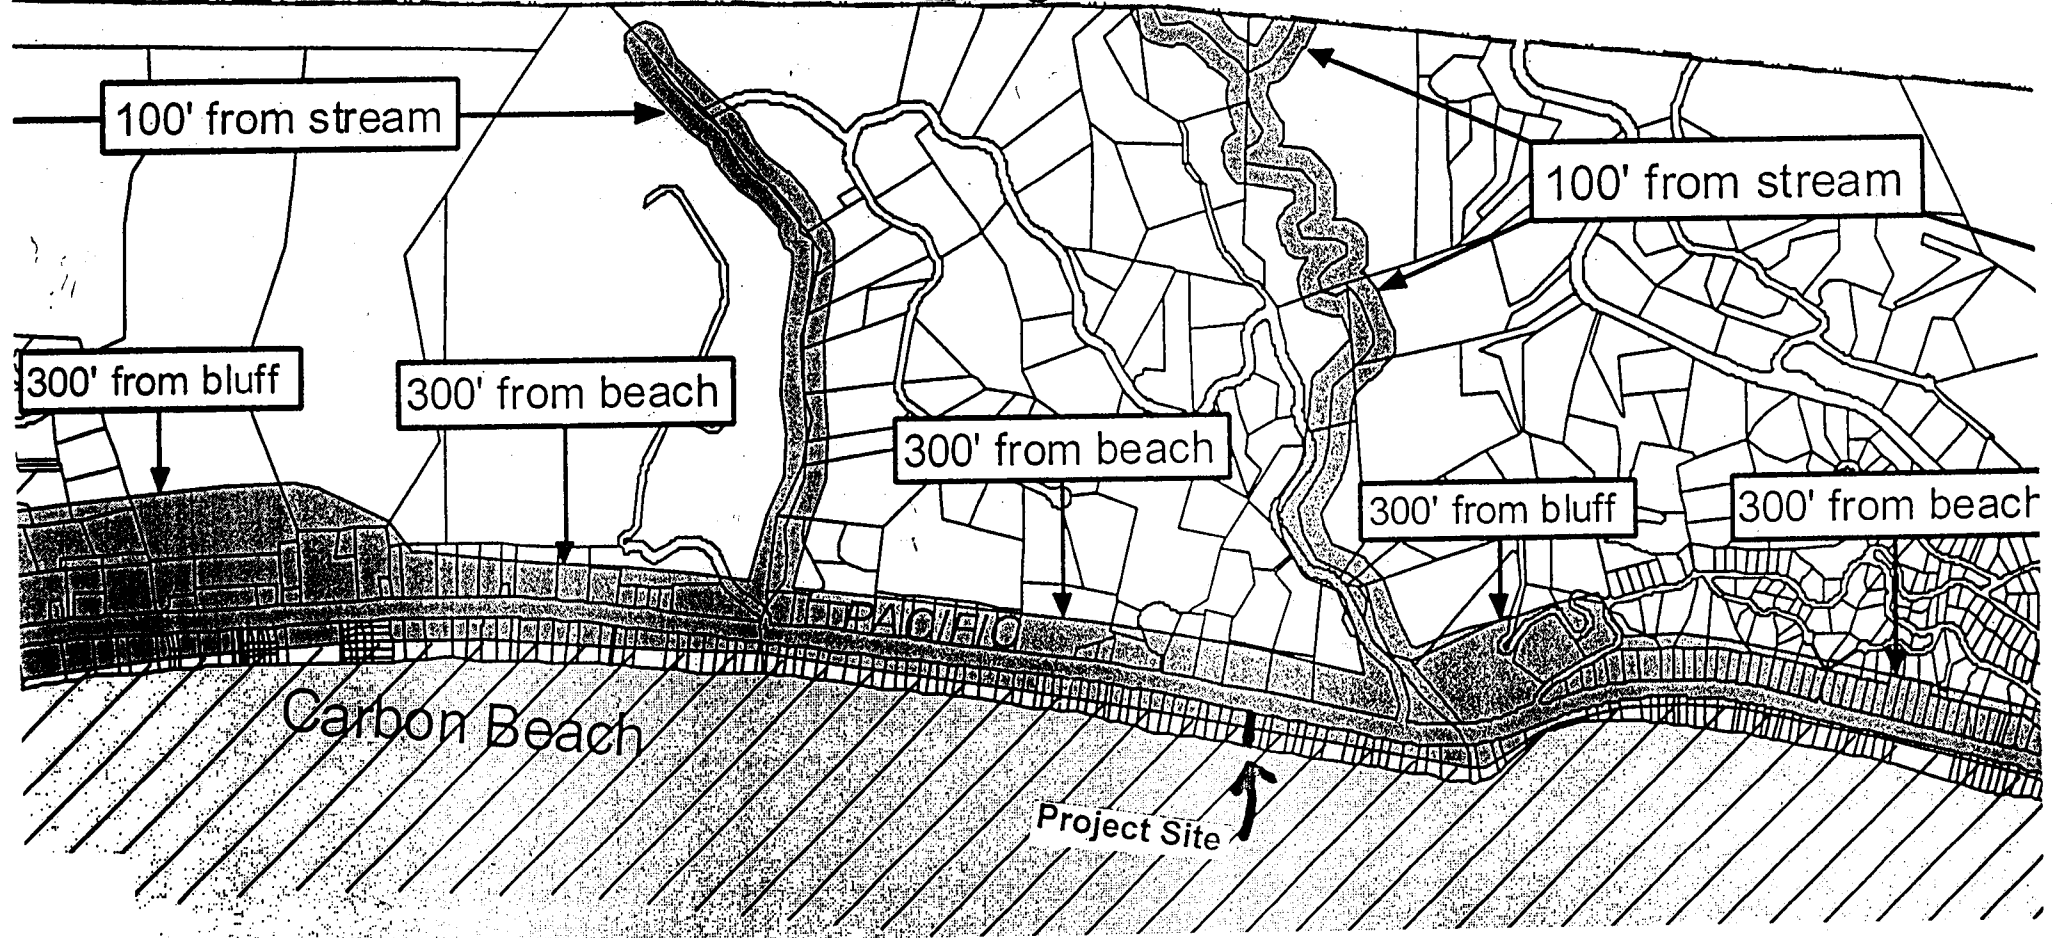 100' from stream
100' from stream
300' from bluff
300' from beach
300' from beach
300' from bluff
300' from beach
PACIFIC
Carbon Beach
Project Site